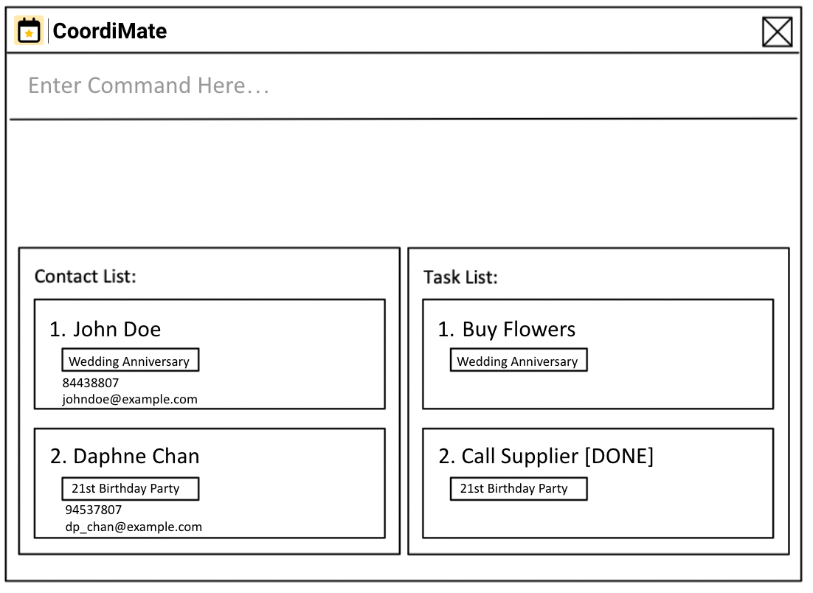 CoordiMate
Enter Command Here...
Contact List:
1. John Doe
Wedding Anniversary
84438807
johndoe@example.com
2. Daphne Chan
21st Birthday Party
94537807
dp_chan@example.com
Task List:
1. Buy Flowers
Wedding Anniversary
2. Call Supplier [DONE]
21st Birthday Party